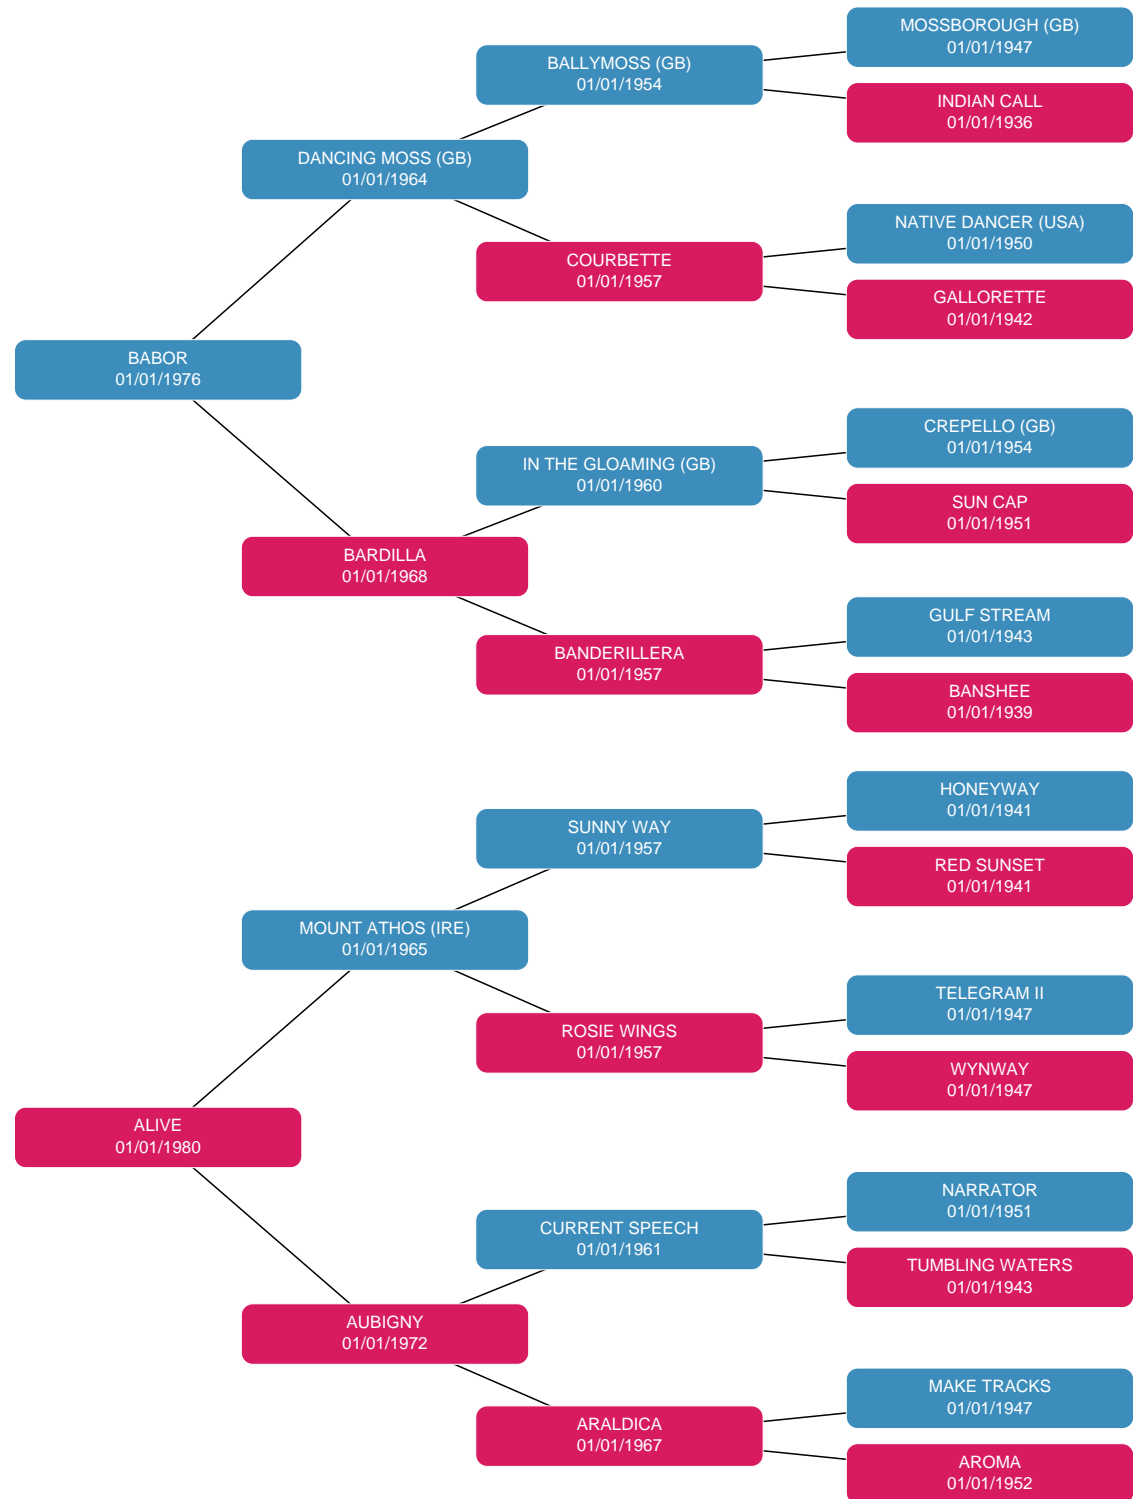 MOSSBOROUGH (GB)
01/01/1947
BALLYMOSS (GB)
01/01/1954
INDIAN CALL
01/01/1936
DANCING MOSS (GB)
01/01/1964
NATIVE DANCER (USA)
01/01/1950
COURBETTE
01/01/1957
GALLORETTE
01/01/1942
BABOR
01/01/1976
CREPELLO (GB)
01/01/1954
IN THE GLOAMING (GB)
01/01/1960
SUN CAP
01/01/1951
BARDILLA
01/01/1968
GULF STREAM
01/01/1943
BANDERILLERA
01/01/1957
BANSHEE
01/01/1939
HONEYWAY
01/01/1941
SUNNY WAY
01/01/1957
RED SUNSET
01/01/1941
MOUNT ATHOS (IRE)
01/01/1965
TELEGRAM II
01/01/1947
ROSIE WINGS
01/01/1957
WYNWAY
01/01/1947
ALIVE
01/01/1980
NARRATOR
01/01/1951
CURRENT SPEECH
01/01/1961
TUMBLING WATERS
01/01/1943
AUBIGNY
01/01/1972
MAKE TRACKS
01/01/1947
ARALDICA
01/01/1967
AROMA
01/01/1952